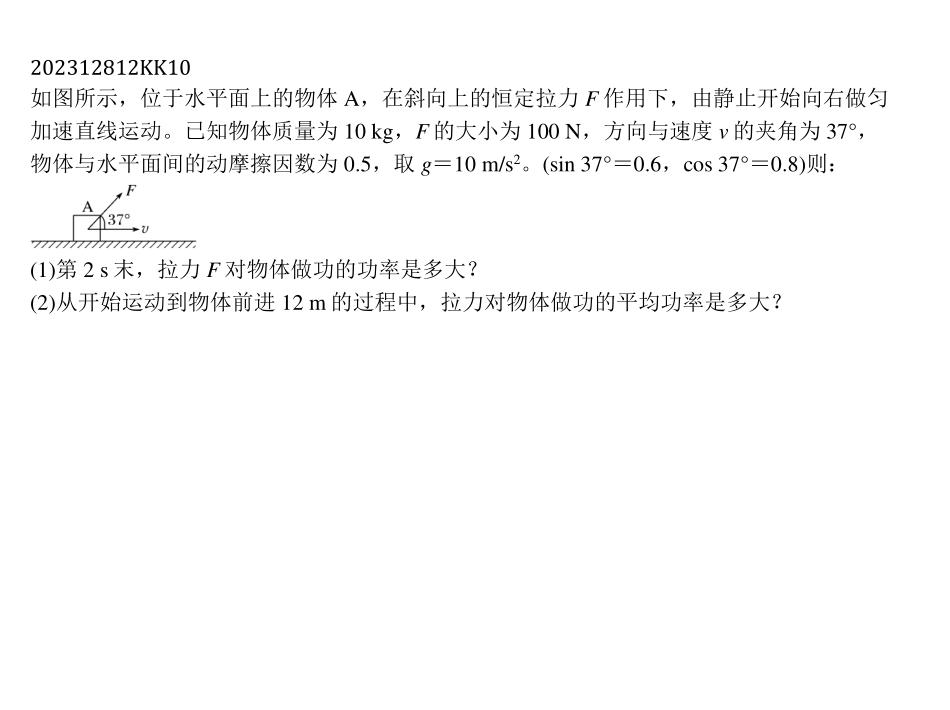 202312812KK10
如图所示，位于水平面上的物体 A，在斜向上的恒定拉力 F 作用下，由静止开始向右做匀
加速直线运动。已知物体质量为 10 kg，F 的大小为 100 N，方向与速度 v 的夹角为 37°，
物体与水平面间的动摩擦因数为 0.5，取 g＝10 m/s²。(sin 37°＝0.6，cos 37°＝0.8)则：
F
A
37°
v
(1)第 2 s 末，拉力 F 对物体做功的功率是多大？
(2)从开始运动到物体前进 12 m 的过程中，拉力对物体做功的平均功率是多大？